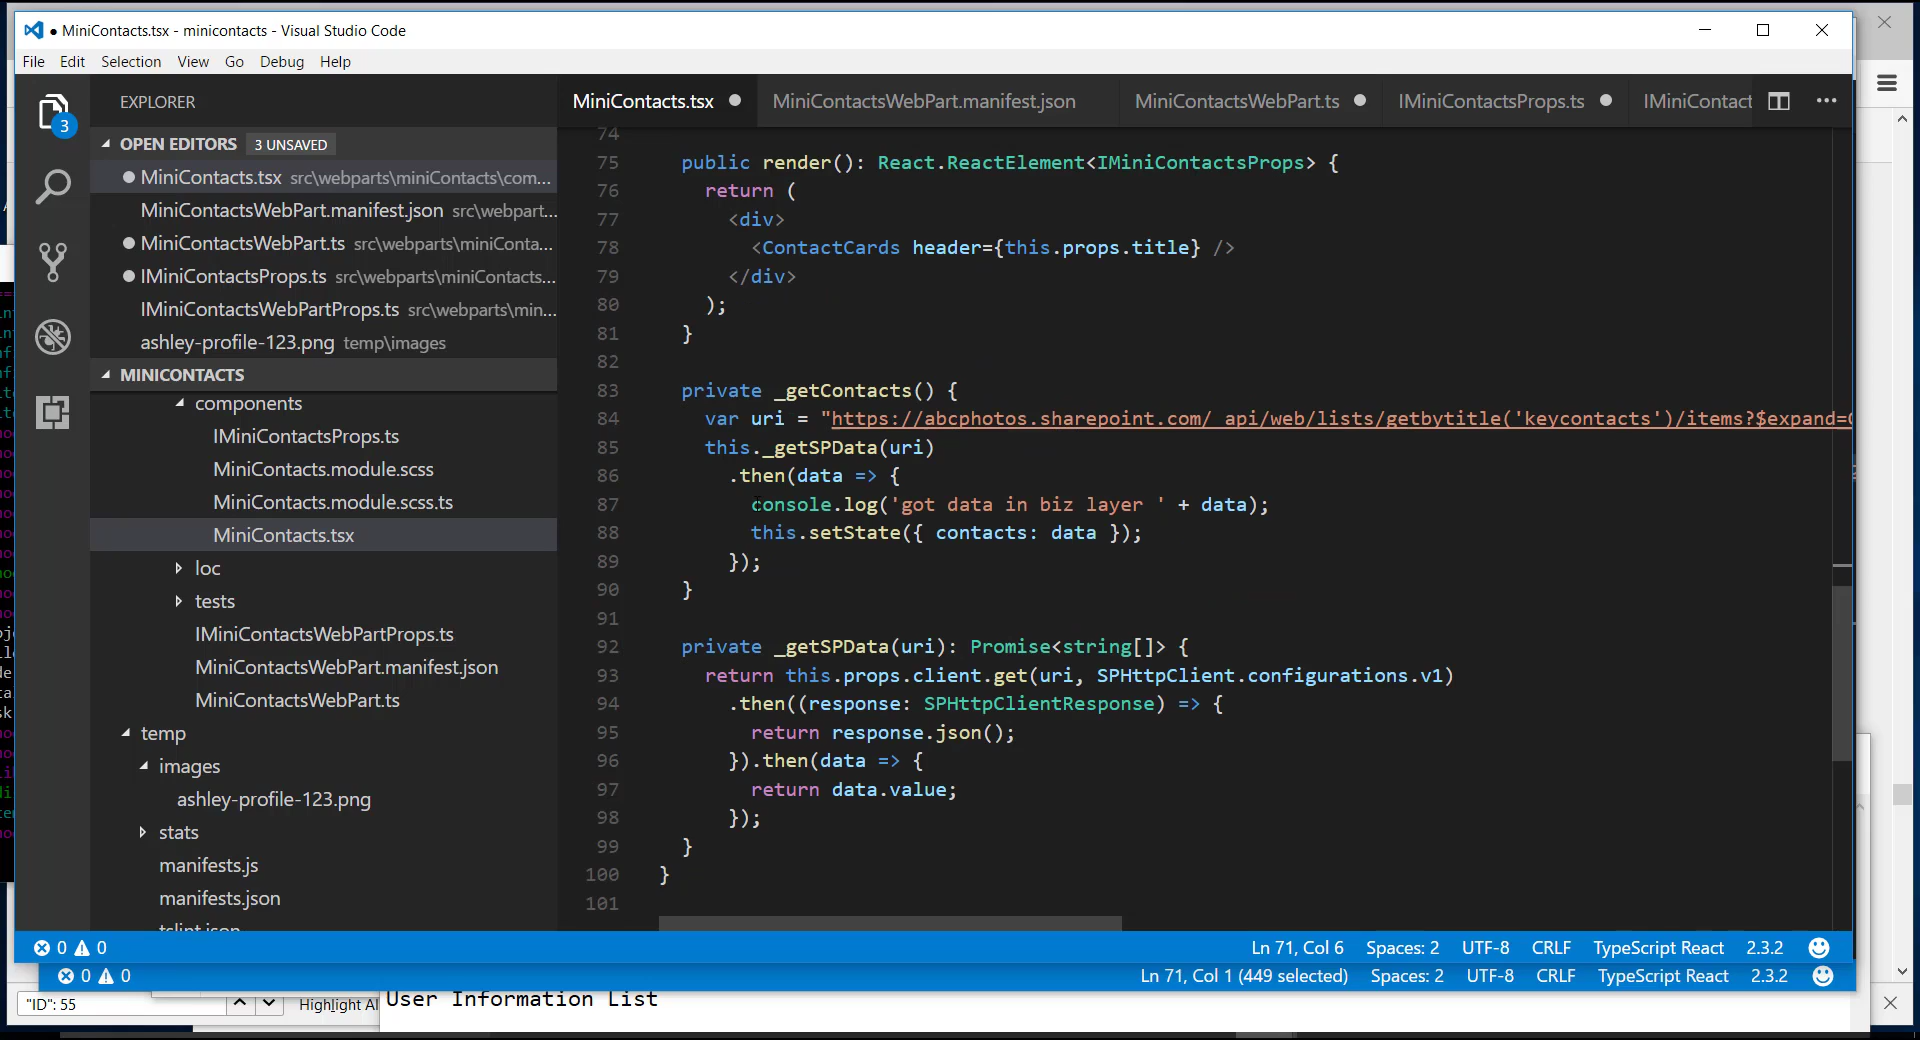 MiniContacts.tsx - minicontacts - Visual Studio Code
File Edit Selection View Go Debug Help
EXPLORER
MiniContacts.tsx MiniContactsWebPart.manifest.json MiniContactsWebPart.ts IMiniContactsProps.ts IMiniContact
3
OPEN EDITORS 3 UNSAVED
MiniContacts.tsx src\webparts\miniContacts\com...
MiniContactsWebPart.manifest.json src\webpart...
MiniContactsWebPart.ts src\webparts\miniConta...
IMiniContactsProps.ts src\webparts\miniContacts...
IMiniContactsWebPartProps.ts src\webparts\min...
ashley-profile-123.png temp\images
MINICONTACTS
components
IMiniContactsProps.ts
MiniContacts.module.scss
MiniContacts.module.scss.ts
MiniContacts.tsx
loc
tests
IMiniContactsWebPartProps.ts
MiniContactsWebPart.manifest.json
MiniContactsWebPart.ts
temp
images
ashley-profile-123.png
stats
manifests.js
manifests.json
tslint.json
74
75 public render(): React.ReactElement<IMiniContactsProps> {
76 return (
77 <div>
78 <ContactCards header={this.props.title} />
79 </div>
80 );
81 }
82
83 private _getContacts() {
84 var uri = "https://abcphotos.sharepoint.com/_api/web/lists/getbytitle('keycontacts')/items?$expand=
85 this._getSPData(uri)
86 .then(data => {
87 console.log('got data in biz layer ' + data);
88 this.setState({ contacts: data });
89 });
90 }
91
92 private _getSPData(uri): Promise<string[]> {
93 return this.props.client.get(uri, SPHttpClient.configurations.v1)
94 .then((response: SPHttpClientResponse) => {
95 return response.json();
96 }).then(data => {
97 return data.value;
98 });
99 }
100 }
101
0 0 Ln 71, Col 6 Spaces: 2 UTF-8 CRLF TypeScript React 2.3.2
0 0 Ln 71, Col 1 (449 selected) Spaces: 2 UTF-8 CRLF TypeScript React 2.3.2
"ID": 55 Highlight Al
User Information List